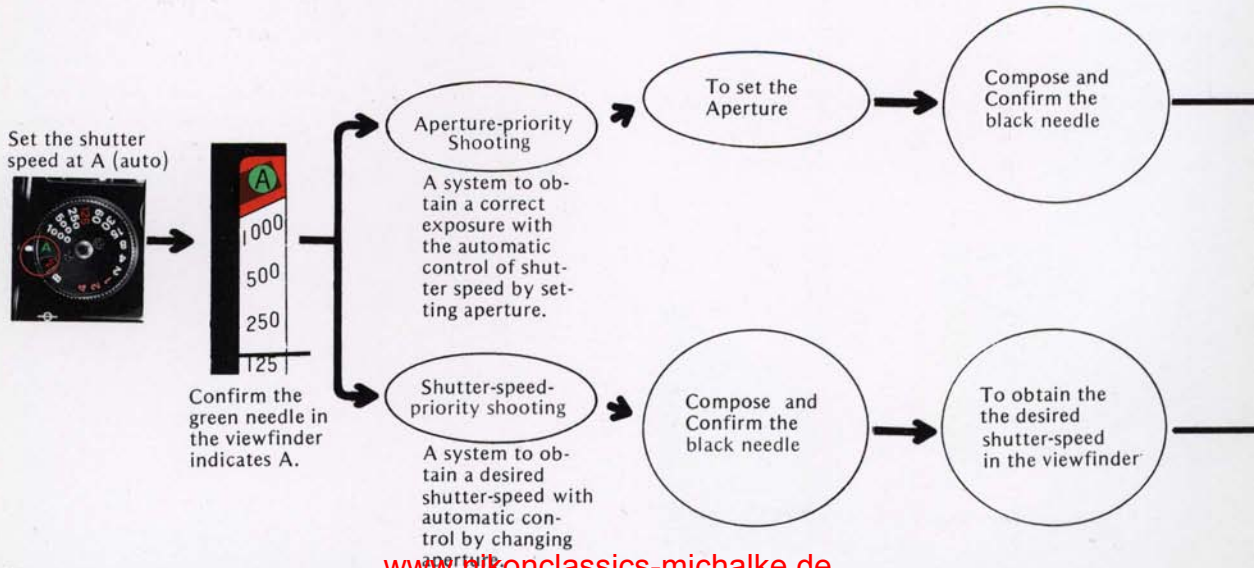 Set the shutter
speed at A (auto)
A
1000
500
250
125
Confirm the
green needle in
the viewfinder
indicates A.
Aperture-priority
Shooting
A system to ob-
tain a correct
exposure with
the automatic
control of shut-
ter speed by set-
ting aperture.
To set the
Aperture
Compose and
Confirm the
black needle
Shutter-speed-
priority shooting
A system to ob-
tain a desired
shutter-speed with
automatic con-
trol by changing
aperture.
Compose and
Confirm the
black needle
To obtain the
the desired
shutter-speed
in the viewfinder
www.nikonclassics-michalke.de